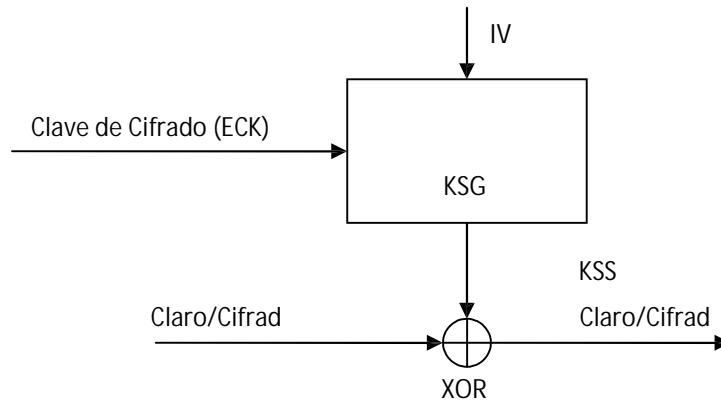 IV
Clave de Cifrado (ECK)
KSG
KSS
Claro/Cifrad
Claro/Cifrad
XOR